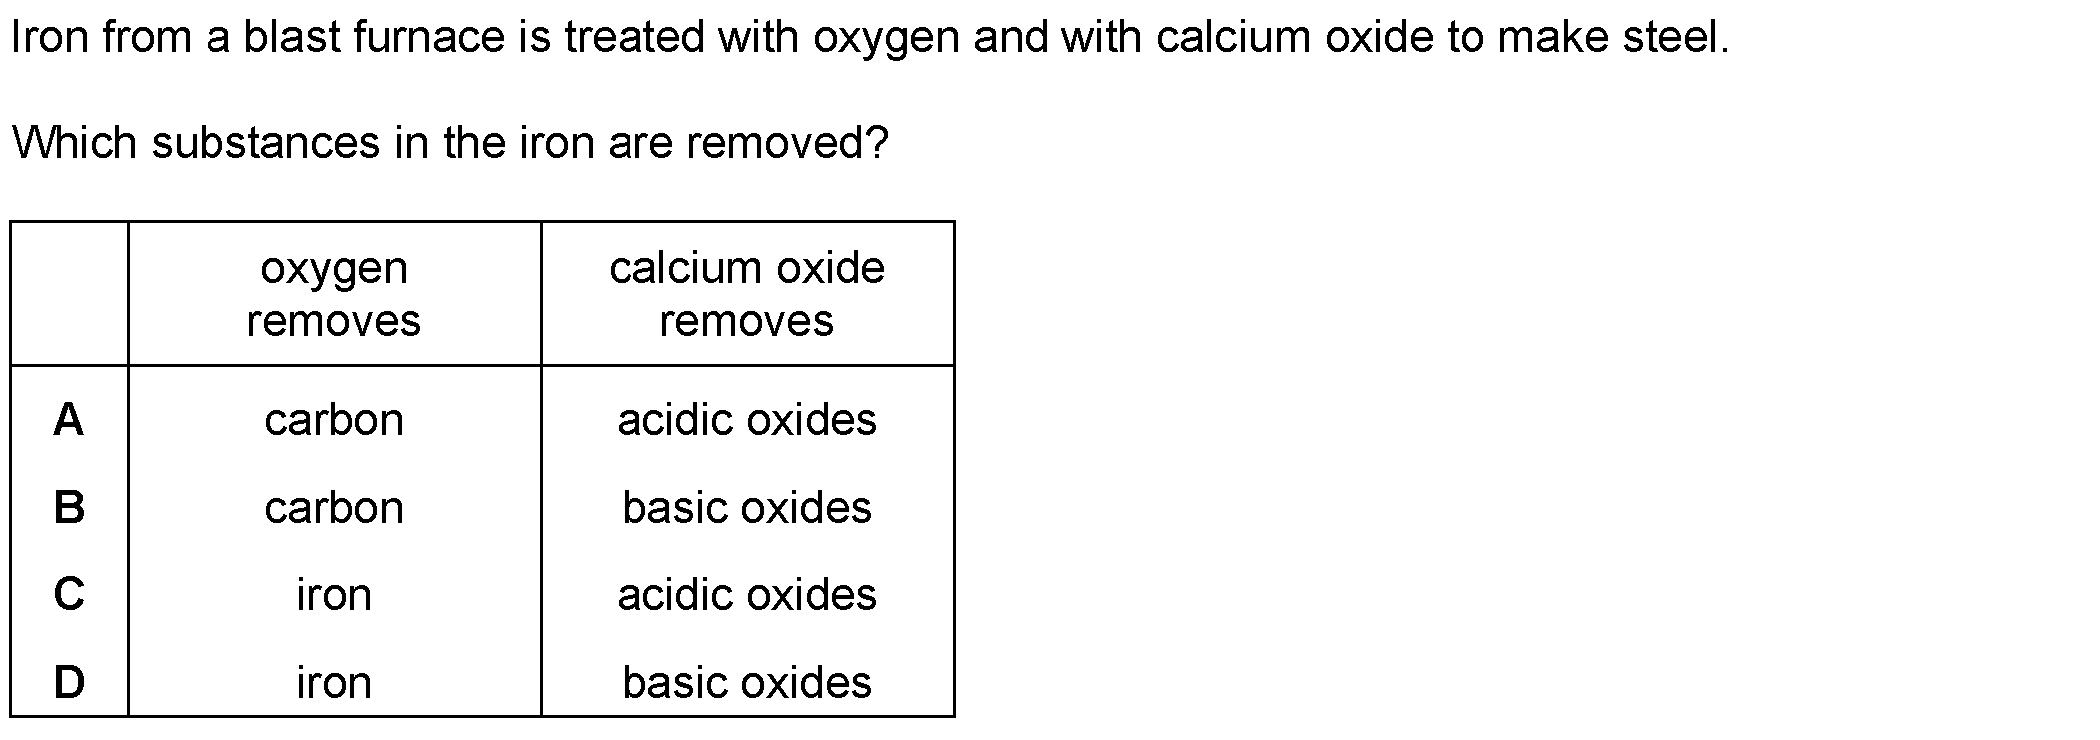 Iron from a blast furnace is treated with oxygen and with calcium oxide to make steel.
Which substances in the iron are removed?
oxygen removes calcium oxide removes
A carbon acidic oxides
B carbon basic oxides
C iron acidic oxides
D iron basic oxides